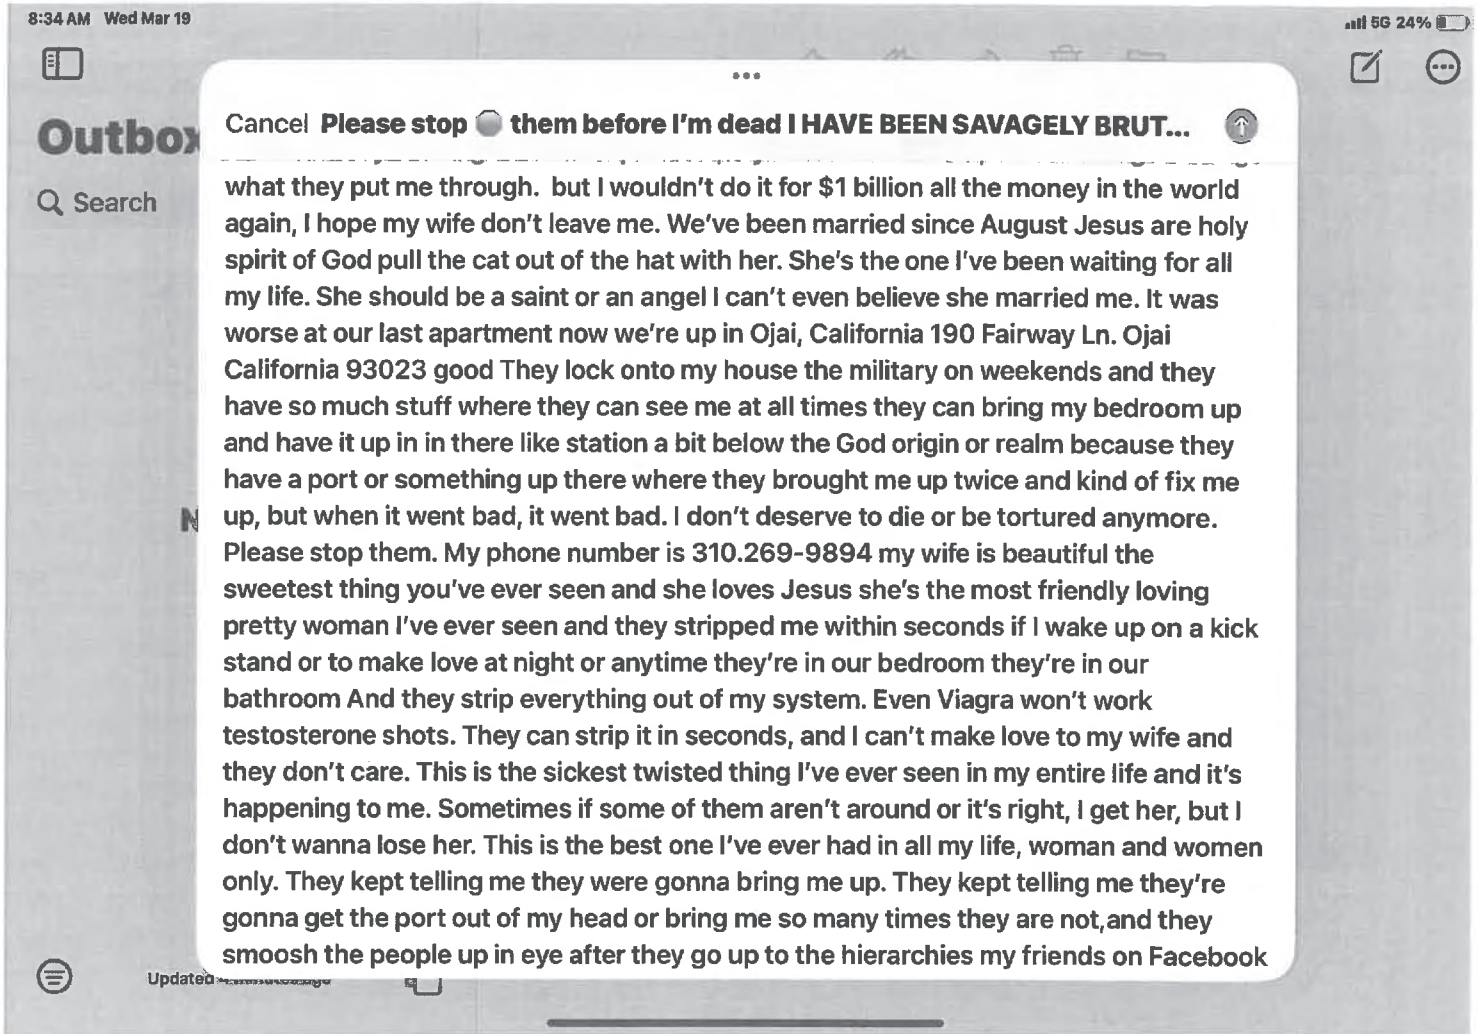 8:34 AM Wed Mar 19
5G 24%
Outbox
Cancel Please stop them before I'm dead I HAVE BEEN SAVAGELY BRUT...
Search
what they put me through. but I wouldn't do it for $1 billion all the money in the world
again, I hope my wife don't leave me. We've been married since August Jesus are holy
spirit of God pull the cat out of the hat with her. She's the one I've been waiting for all
my life. She should be a saint or an angel I can't even believe she married me. It was
worse at our last apartment now we're up in Ojai, California 190 Fairway Ln. Ojai
California 93023 good They lock onto my house the military on weekends and they
have so much stuff where they can see me at all times they can bring my bedroom up
and have it up in in there like station a bit below the God origin or realm because they
have a port or something up there where they brought me up twice and kind of fix me
up, but when it went bad, it went bad. I don't deserve to die or be tortured anymore.
Please stop them. My phone number is 310.269-9894 my wife is beautiful the
sweetest thing you've ever seen and she loves Jesus she's the most friendly loving
pretty woman I've ever seen and they stripped me within seconds if I wake up on a kick
stand or to make love at night or anytime they're in our bedroom they're in our
bathroom And they strip everything out of my system. Even Viagra won't work
testosterone shots. They can strip it in seconds, and I can't make love to my wife and
they don't care. This is the sickest twisted thing I've ever seen in my entire life and it's
happening to me. Sometimes if some of them aren't around or it's right, I get her, but I
don't wanna lose her. This is the best one I've ever had in all my life, woman and women
only. They kept telling me they were gonna bring me up. They kept telling me they're
gonna get the port out of my head or bring me so many times they are not,and they
smoosh the people up in eye after they go up to the hierarchies my friends on Facebook
Updated